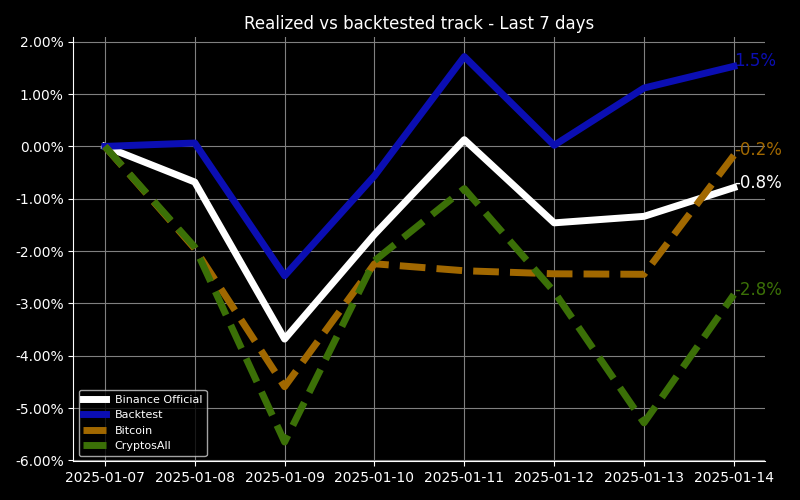 Realized vs backtested track - Last 7 days
2.00%
1.00%
0.00%
-1.00%
-2.00%
-3.00%
-4.00%
-5.00%
-6.00%
1.5%
-0.2%
-0.8%
-2.8%
Binance Official
Backtest
Bitcoin
CryptosAll
2025-01-07 2025-01-08 2025-01-09 2025-01-10 2025-01-11 2025-01-12 2025-01-13 2025-01-14